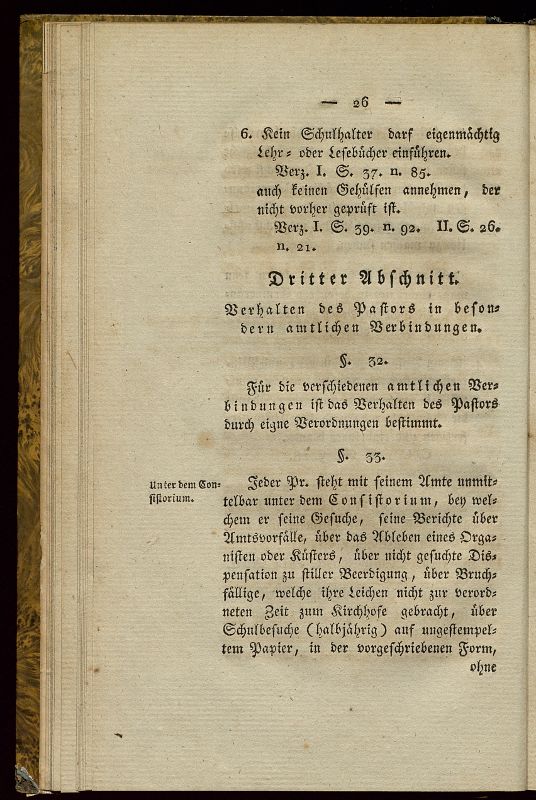 — 26 —
6. Kein Schulhalter darf eigenmächtig
Lehr- oder Lesebücher einführen.
Verz. I. S. 37. n. 85.
auch keinen Gehülfen annehmen, der
nicht vorher geprüft ist.
Verz. I. S. 39. n. 92. II. S. 26.
n. 21.
Dritter Abschnitt.
Verhalten des Pastors in beson-
dern amtlichen Verbindungen.
§. 32.
Für die verschiedenen amtlichen Ver-
bindungen ist das Verhalten des Pastors
durch eigne Verordnungen bestimmt.
§. 33.
Unter dem Con-
sistorium.
Jeder Pr. steht mit seinem Amte unmit-
telbar unter dem Consistorium, bey wel-
chem er seine Gesuche, seine Berichte über
Amtsvorfälle, über das Ableben eines Orga-
nisten oder Küsters, über nicht gesuchte Dis-
pensation zu stiller Beerdigung, über Bruch-
fällige, welche ihre Leichen nicht zur verord-
neten Zeit zum Kirchhofe gebracht, über
Schulbesuche (halbjährig) auf ungestempel-
tem Papier, in der vorgeschriebenen Form,
ohne